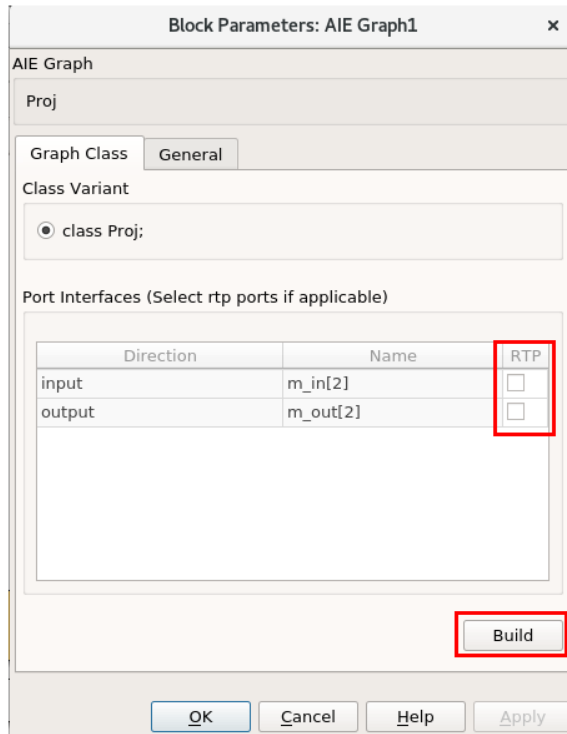 Block Parameters: AIE Graph1 ×
AIE Graph
Proj
Graph Class General
Class Variant
class Proj;
Port Interfaces (Select rtp ports if applicable)
Direction Name RTP
input m_in[2]
output m_out[2]
Build
OK Cancel Help Apply